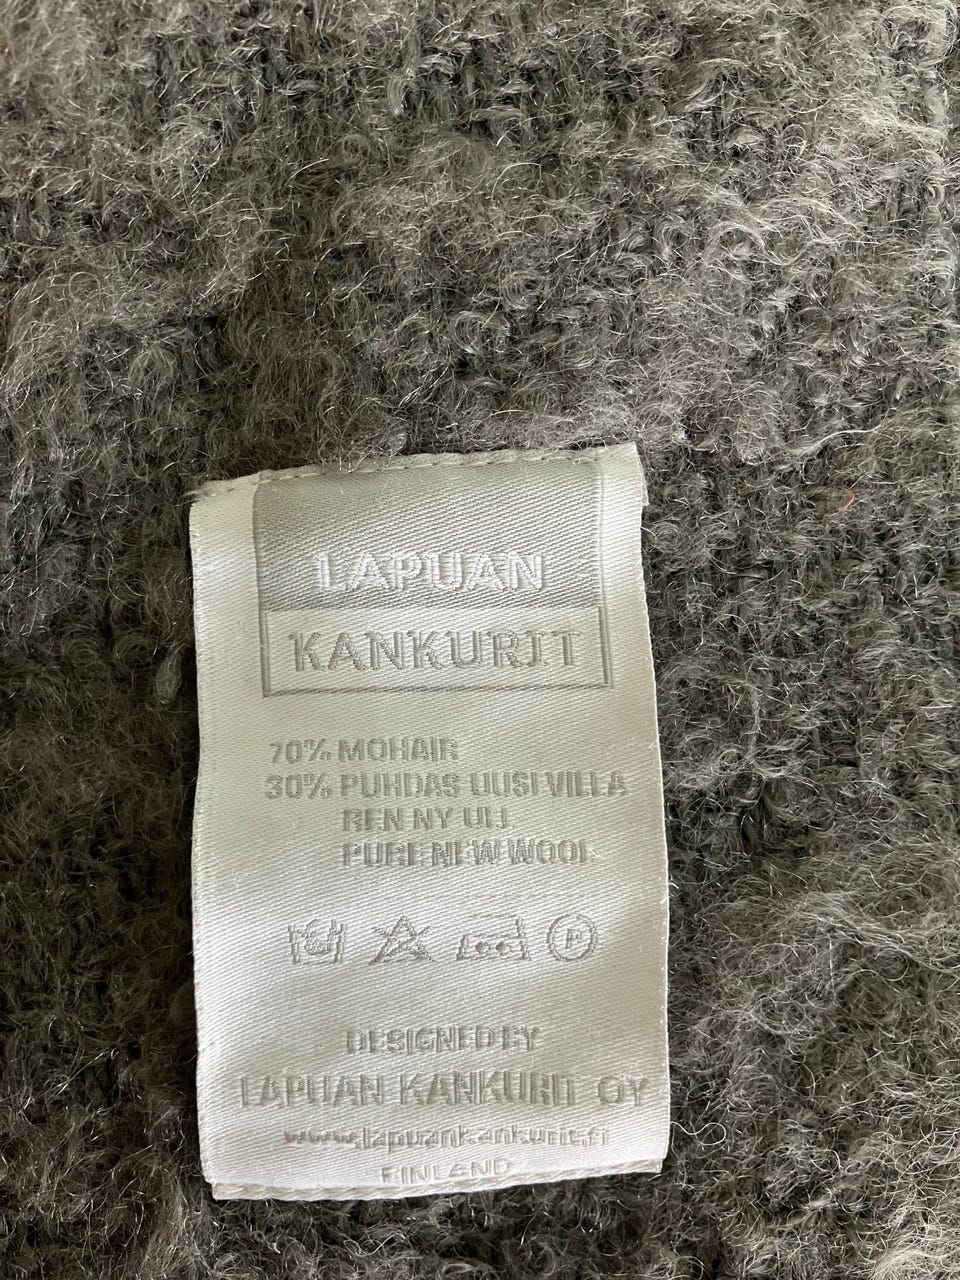 LAPUAN
KANKURIT
70% MOHAIR
30% PUHDAS UUSI VILLA
REN NY ULL
PURE NEW WOOL
P
DESIGNED BY
LAPUAN KANKURIT OY
www.lapuankankurit.fi
FINLAND